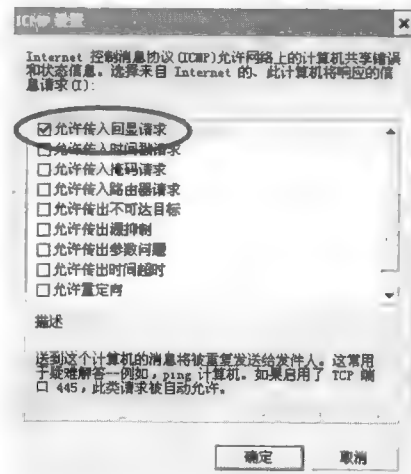 ICMP 设置
Internet 控制消息协议(ICMP)允许网络上的计算机共享错误
和状态信息。选择来自 Internet 的、此计算机将响应的信
息请求(I):
允许传入回显请求
允许传入时间戳请求
允许传入掩码请求
允许传入路由器请求
允许传出不可达目标
允许传出源抑制
允许传出参数问题
允许传出时间超时
允许重定向
描述
送到这个计算机的消息将被重复发送给发件人。这常用
于疑难解答--例如，ping 计算机。如果启用了 TCP 端
口 445，此类请求被自动允许。
确定
取消